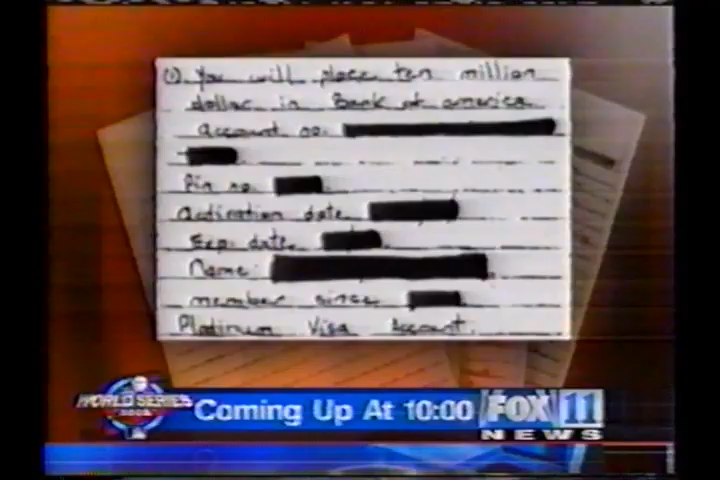 (1) You will place ten million
dollar in Bank of america
Account no.
Pin no.
Activation date
Exp. date
Name:
member since
Platinum Visa Account.
WORLD SERIES
2002
Coming Up At 10:00
FOX 11
NEWS